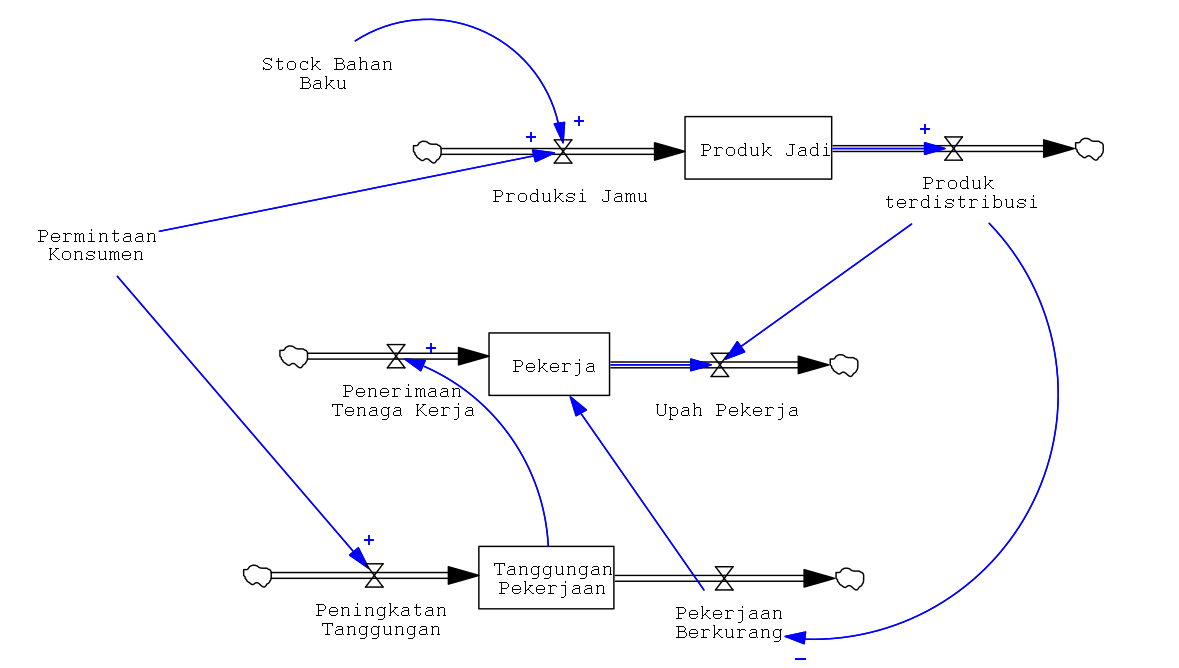 Stock Bahan
Baku
+
+
+
Produk Jadi
Produksi Jamu
Produk
terdistribusi
Permintaan
Konsumen
+
Pekerja
Penerimaan
Tenaga Kerja
Upah Pekerja
+
Tanggungan
Pekerjaan
Peningkatan
Tanggungan
Pekerjaan
Berkurang
−